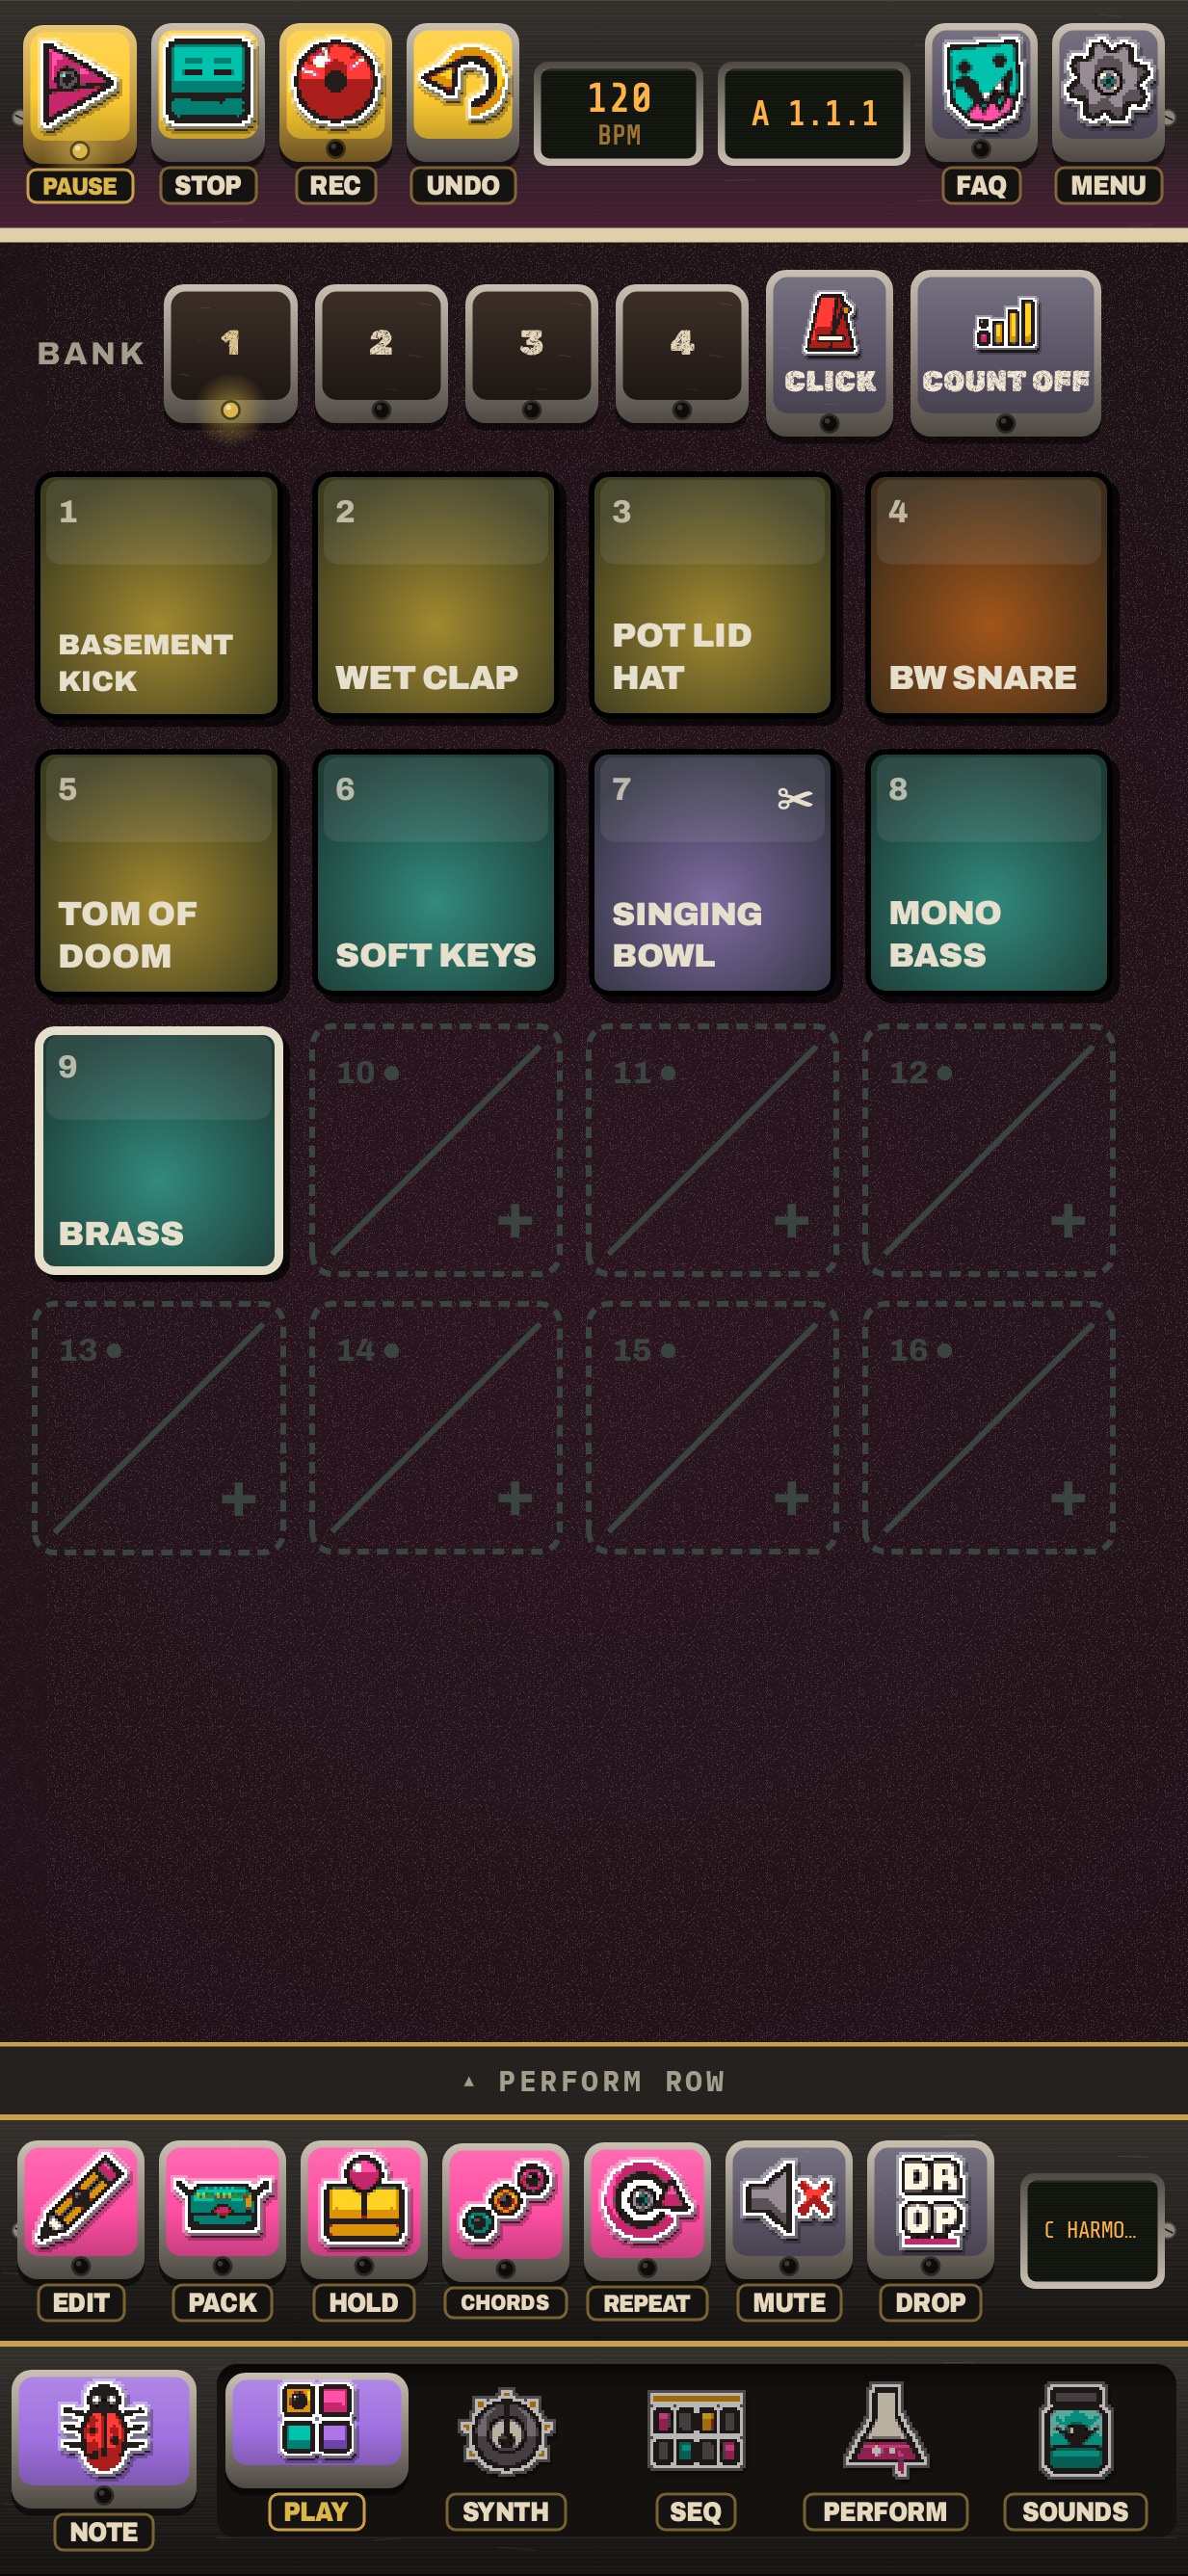 120
BPM
A 1.1.1
PAUSE
STOP
REC
UNDO
FAQ
MENU
BANK
1
2
3
4
CLICK
COUNT OFF
1
BASEMENT
KICK
2
WET CLAP
3
POT LID
HAT
4
BW SNARE
5
TOM OF
DOOM
6
SOFT KEYS
7
SINGING
BOWL
8
MONO
BASS
9
BRASS
10
11
12
13
14
15
16
▲ PERFORM ROW
DR
OP
C HARMO…
EDIT
PACK
HOLD
CHORDS
REPEAT
MUTE
DROP
NOTE
PLAY
SYNTH
SEQ
PERFORM
SOUNDS